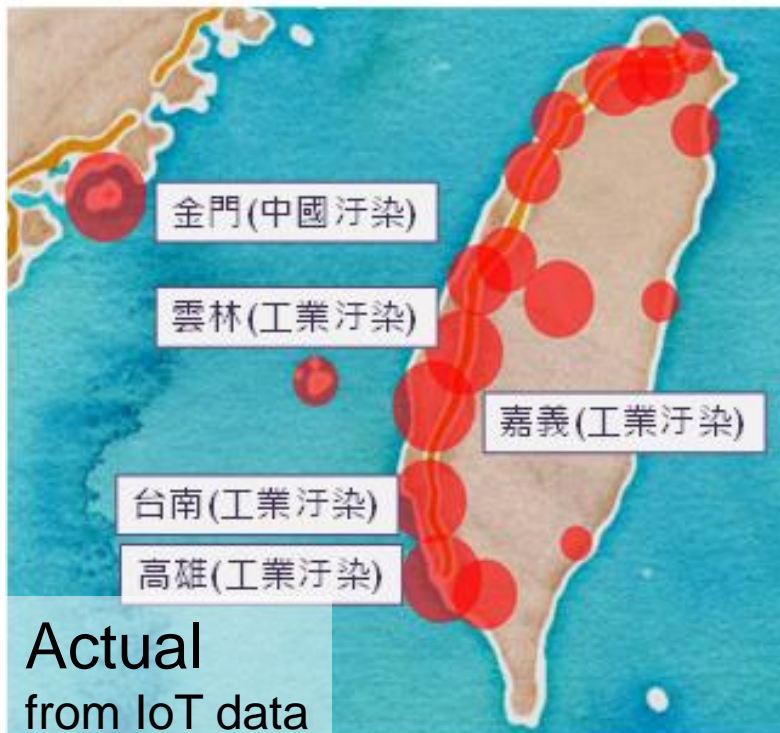 金門(中國汙染)
雲林(工業汙染)
嘉義(工業汙染)
台南(工業汙染)
高雄(工業汙染)
Actual
from IoT data